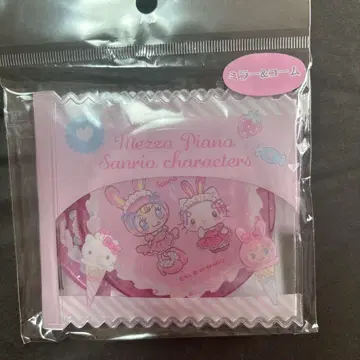 ミラー&コーム
Mezzo Piano
Sanrio characters